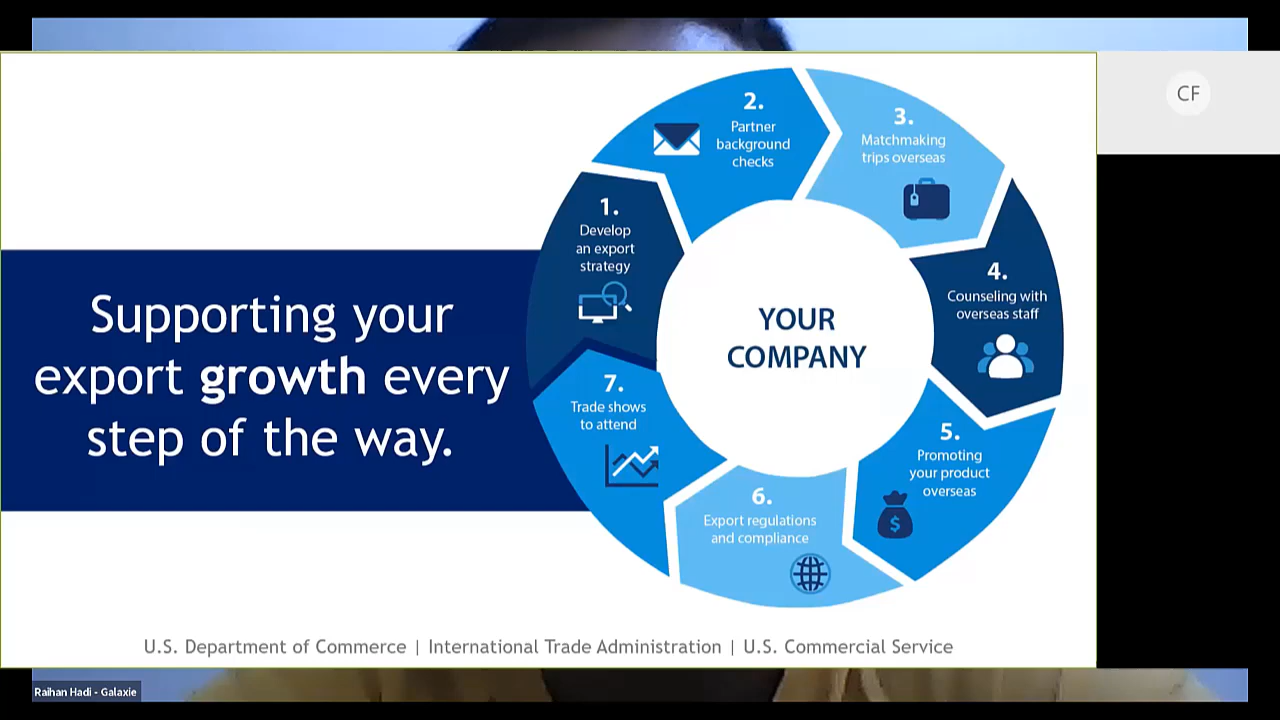 CF
Supporting your
export growth every
step of the way.
1.
Develop
an export
strategy
2.
Partner
background
checks
3.
Matchmaking
trips overseas
4.
Counseling with
overseas staff
5.
Promoting
your product
overseas
$
6.
Export regulations
and compliance
7.
Trade shows
to attend
YOUR
COMPANY
U.S. Department of Commerce | International Trade Administration | U.S. Commercial Service
Raihan Hadi - Galaxie